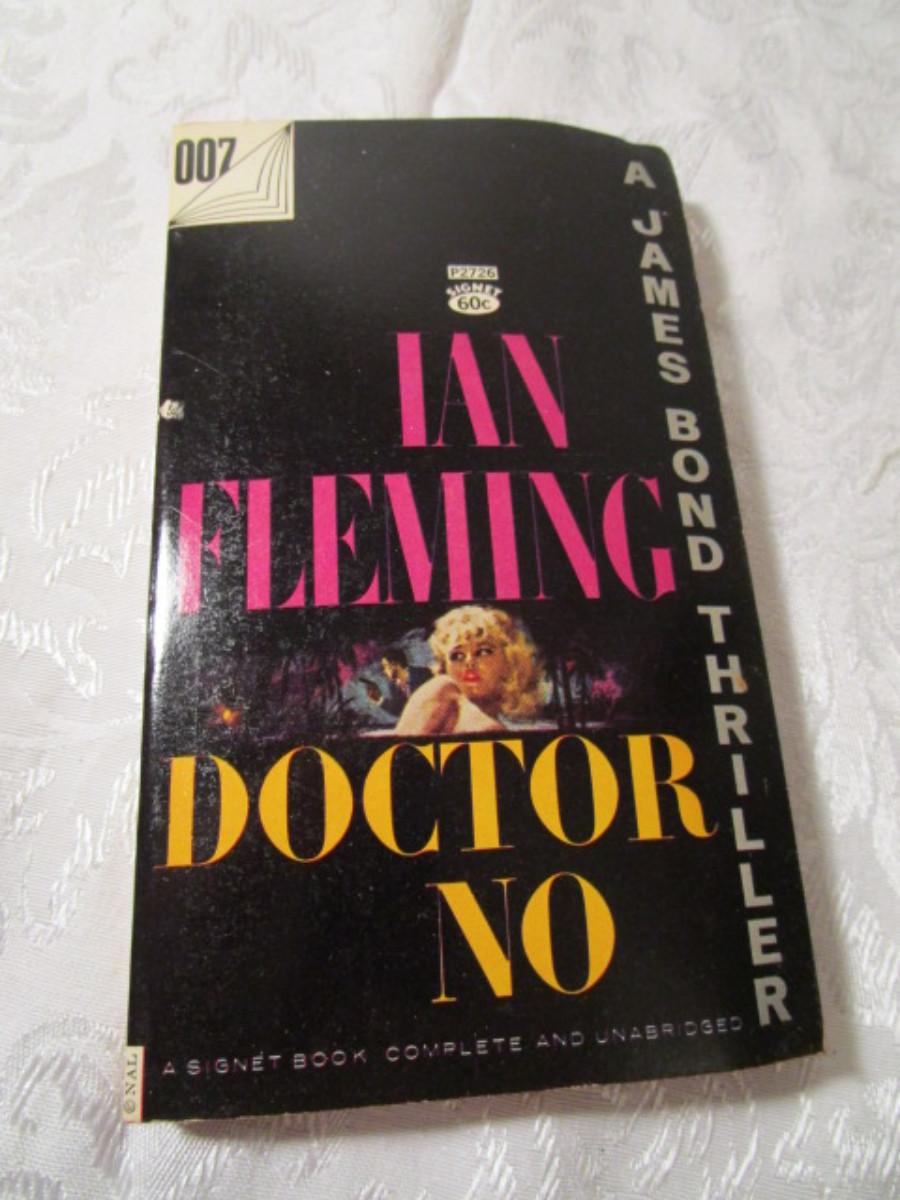 007
P2726
SIGNET
60c
A JAMES BOND THRILLER
IAN
FLEMING
DOCTOR
NO
A SIGNET BOOK COMPLETE AND UNABRIDGED
©NAL